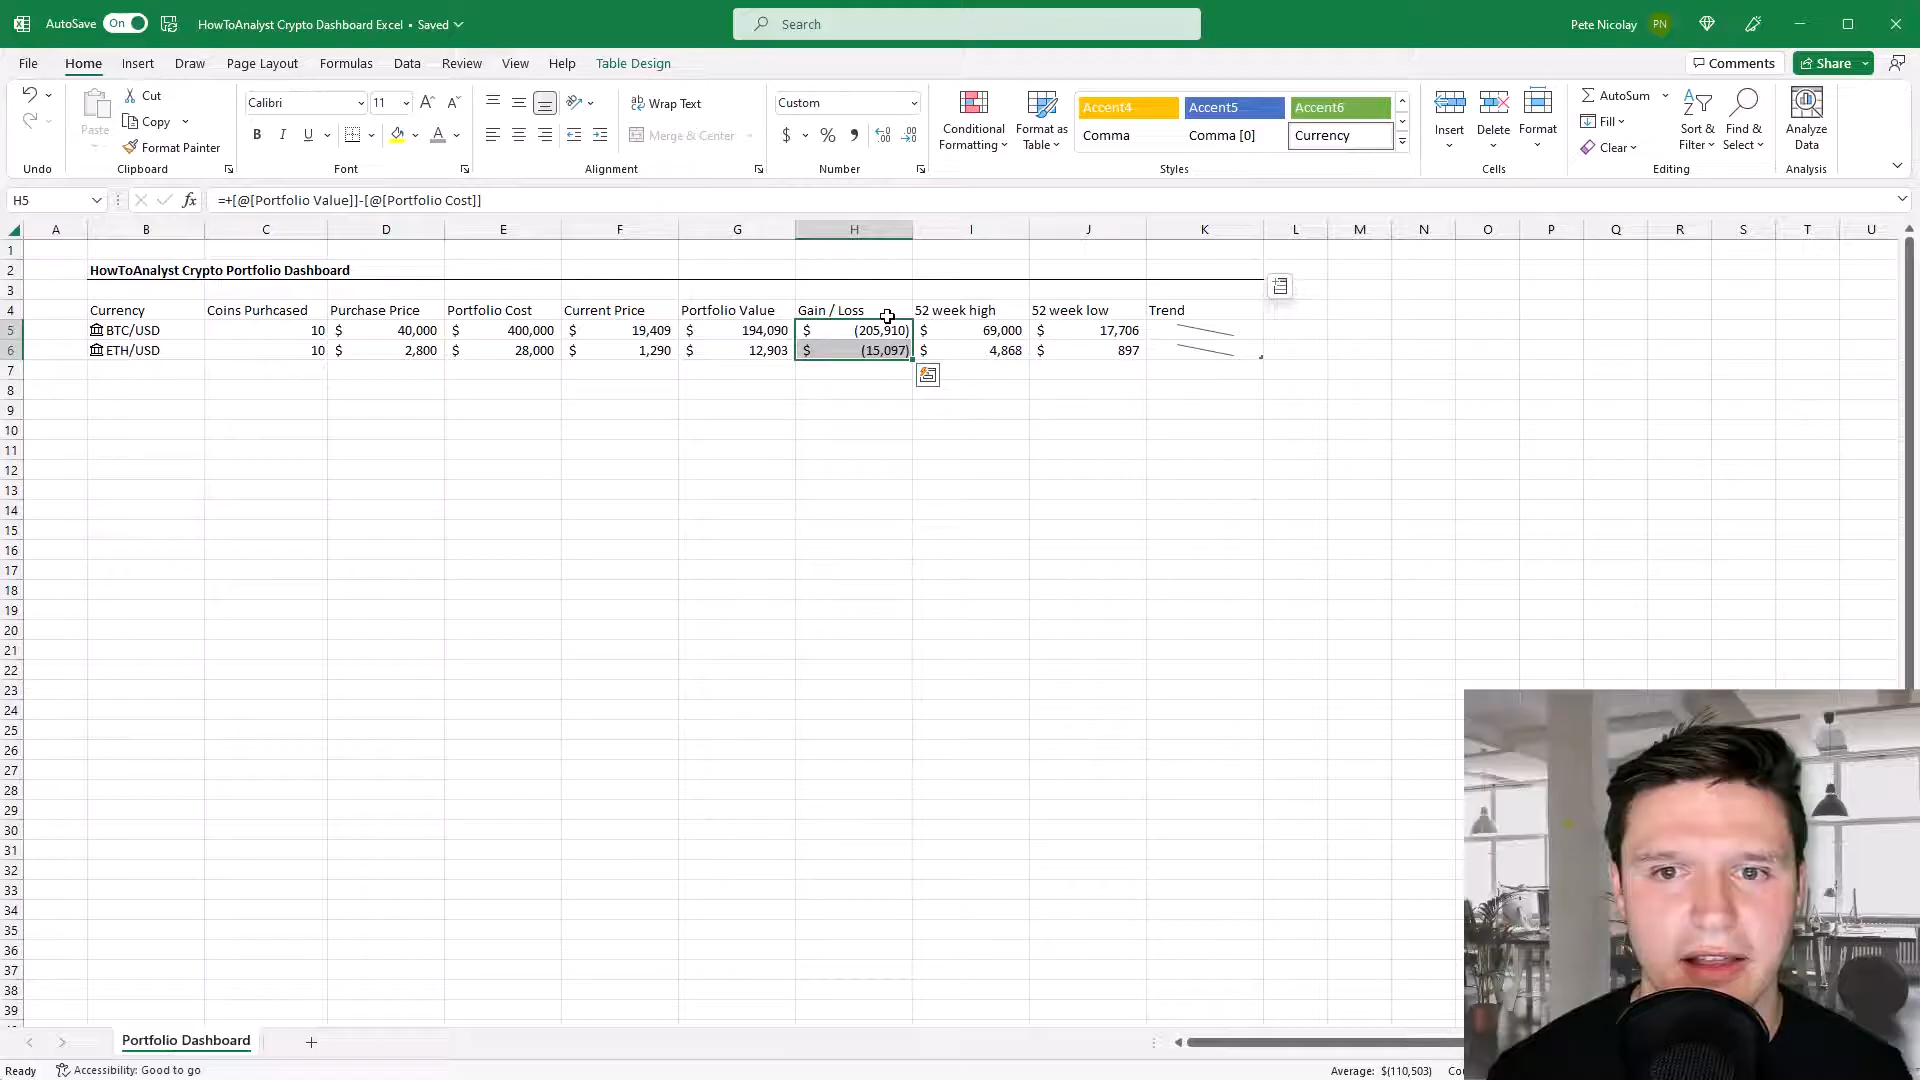 AutoSave On HowToAnalyst Crypto Dashboard Excel • Saved Search Pete Nicolay PN
File Home Insert Draw Page Layout Formulas Data Review View Help Table Design Comments Share
Undo
Paste Cut Copy Format Painter
Clipboard
Calibri 11
B I U A
Font
Wrap Text
Merge & Center
Alignment
Custom
$ % ,
Number
Conditional Formatting
Format as Table
Accent4 Accent5 Accent6
Comma Comma [0] Currency
Styles
Insert Delete Format
Cells
AutoSum
Fill
Clear
Sort & Filter
Find & Select
Editing
Analyze Data
Analysis
H5 fx =+[@[Portfolio Value]]-[@[Portfolio Cost]]
A B C D E F G H I J K L M N O P Q R S T U
1
2 HowToAnalyst Crypto Portfolio Dashboard
3
4 Currency Coins Purhcased Purchase Price Portfolio Cost Current Price Portfolio Value Gain / Loss 52 week high 52 week low Trend
5 BTC/USD 10 $ 40,000 $ 400,000 $ 19,409 $ 194,090 $ (205,910) $ 69,000 $ 17,706
6 ETH/USD 10 $ 2,800 $ 28,000 $ 1,290 $ 12,903 $ (15,097) $ 4,868 $ 897
7
8
9
10
11
12
13
14
15
16
17
18
19
20
21
22
23
24
25
26
27
28
29
30
31
32
33
34
35
36
37
38
39
Portfolio Dashboard
Ready Accessibility: Good to go Average: $(110,503)